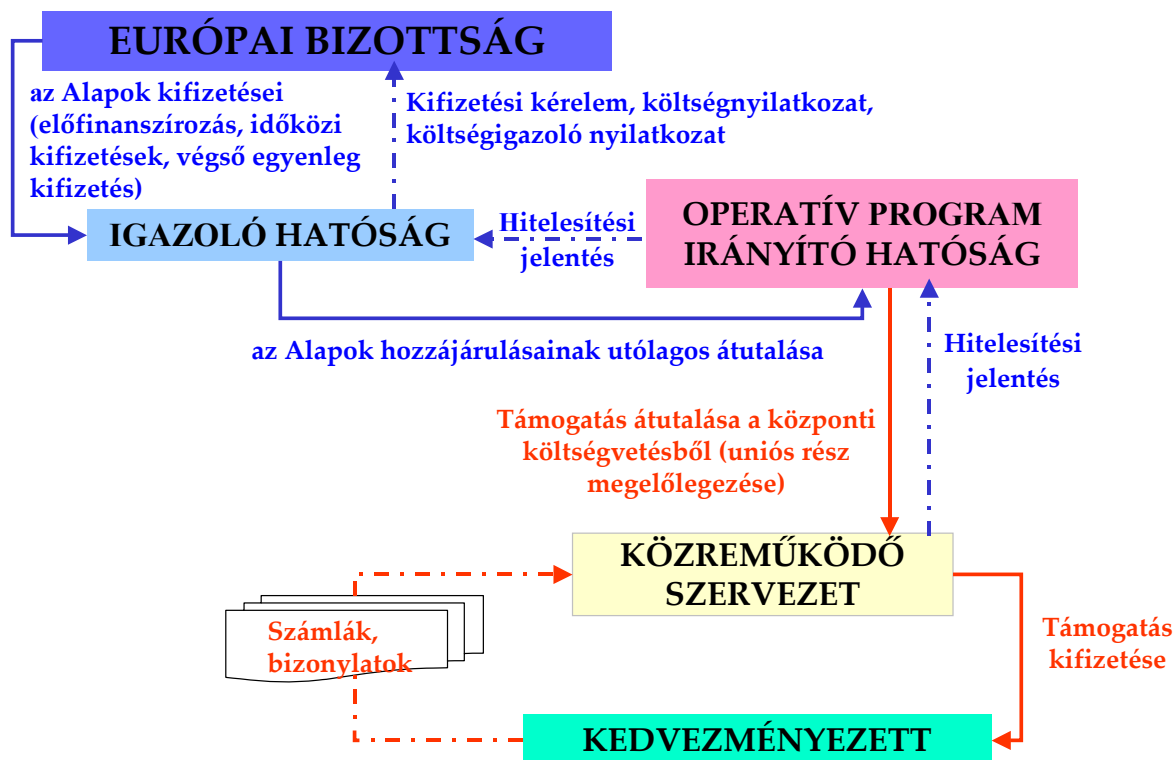 EURÓPAI BIZOTTSÁG
az Alapok kifizetései
(előfinanszírozás, időközi
kifizetések, végső egyenleg
kifizetés)
Kifizetési kérelem, költségnyilatkozat,
költségigazoló nyilatkozat
IGAZOLÓ HATÓSÁG
Hitelesítési
jelentés
OPERATÍV PROGRAM
IRÁNYÍTÓ HATÓSÁG
az Alapok hozzájárulásainak utólagos átutalása
Hitelesítési
jelentés
Támogatás átutalása a központi
költségvetésből (uniós rész
megelőlegezése)
KÖZREMŰKÖDŐ
SZERVEZET
Számlák,
bizonylatok
Támogatás
kifizetése
KEDVEZMÉNYEZETT